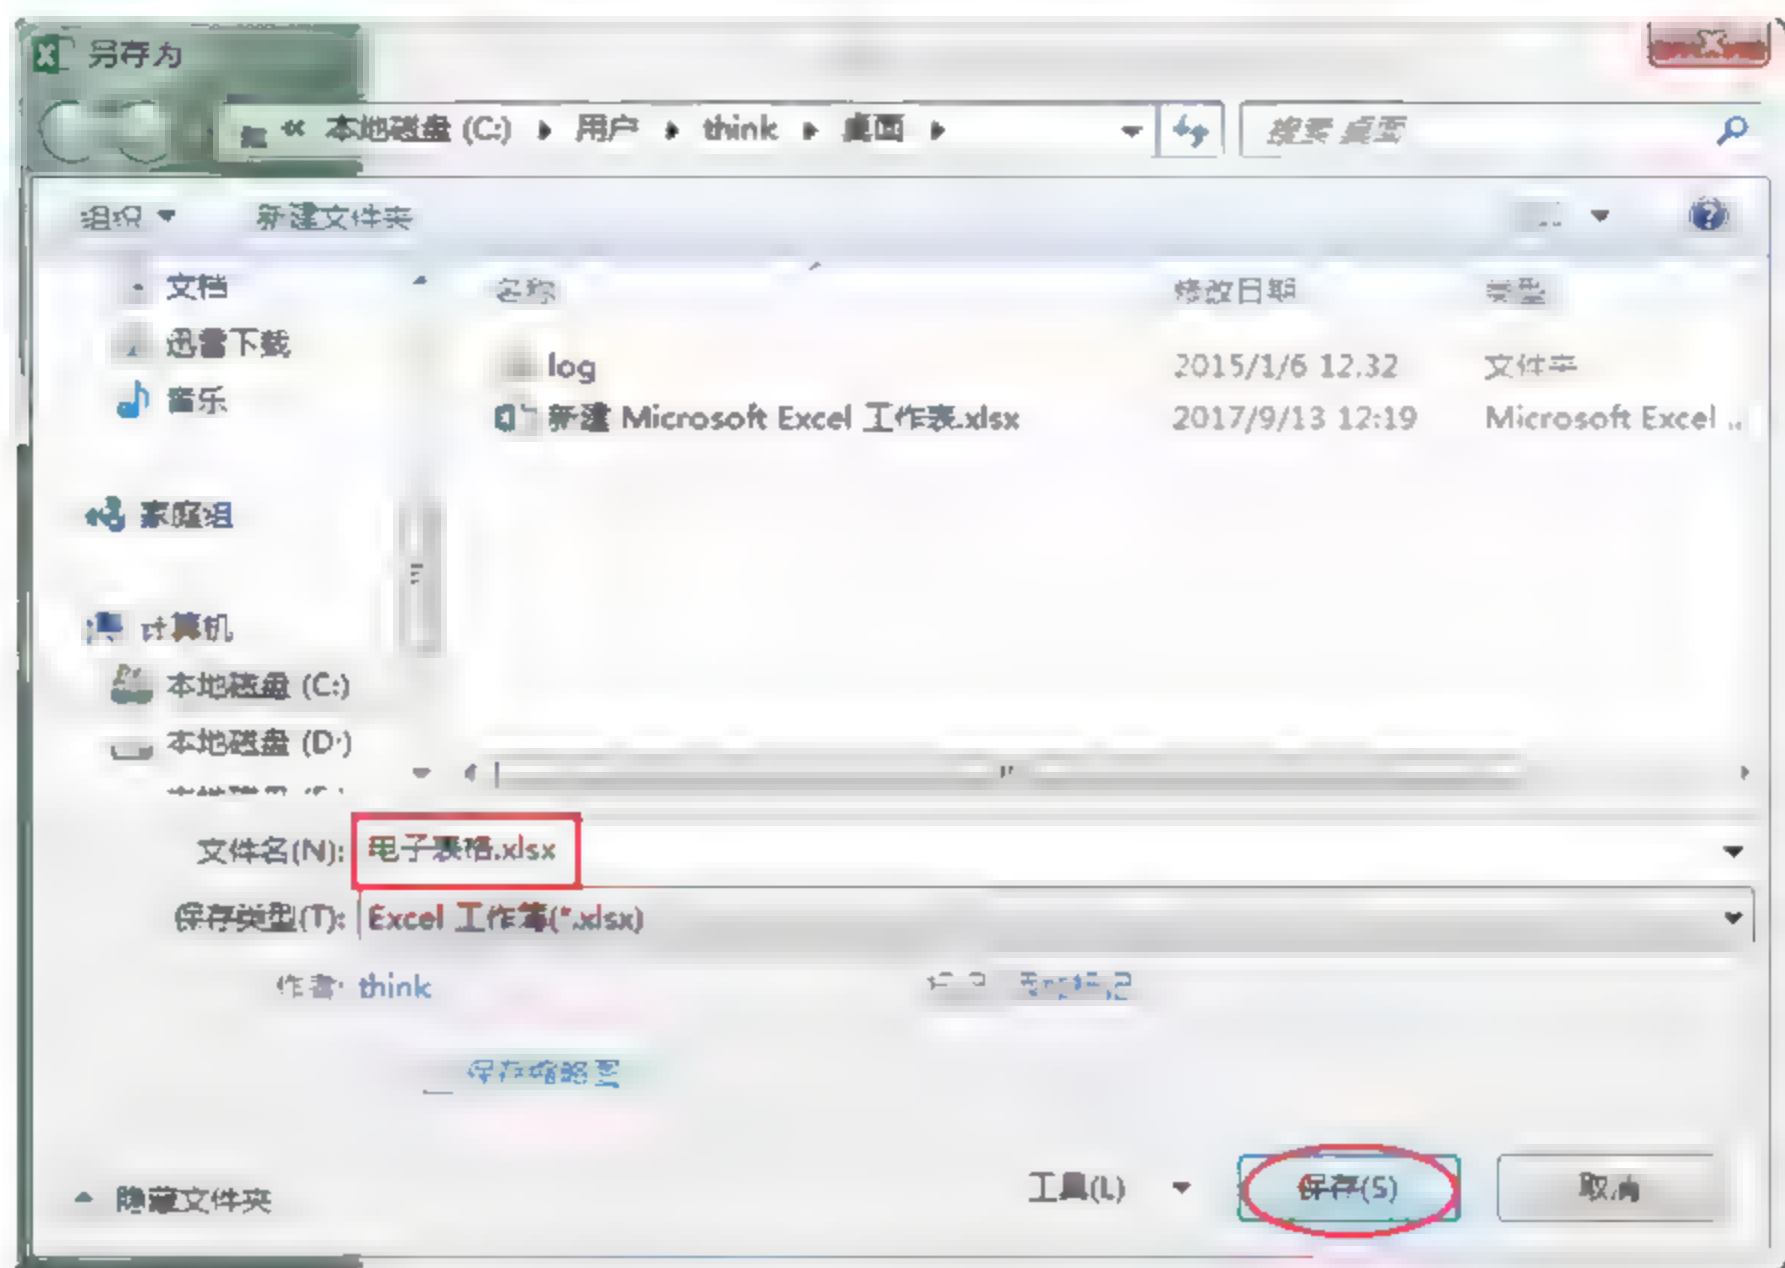 另存为
« 本地磁盘 (C:) ▸ 用户 ▸ think ▸ 桌面 ▸
搜索 桌面
组织 新建文件夹
文档
迅雷下载
音乐
家庭组
计算机
本地磁盘 (C:)
本地磁盘 (D:)
名称 修改日期 类型
log 2015/1/6 12:32 文件夹
新建 Microsoft Excel 工作表.xlsx 2017/9/13 12:19 Microsoft Excel ..
文件名(N): 电子表格.xlsx
保存类型(T): Excel 工作簿(*.xlsx)
作者: think
保存缩略图
隐藏文件夹 工具(L) 保存(S) 取消